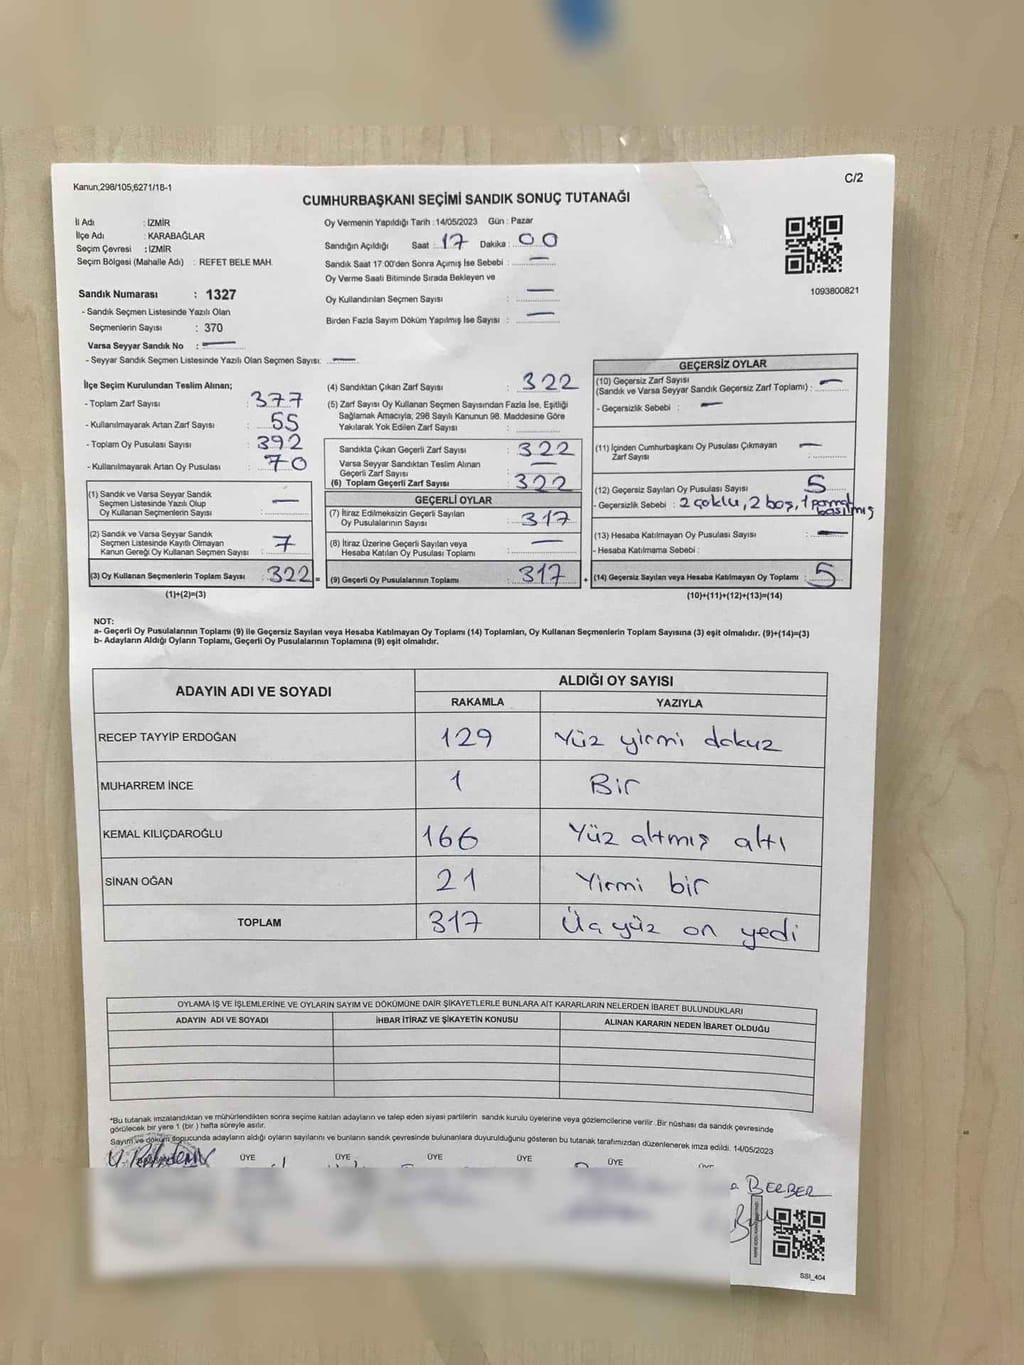 Kanun;298/105;6271/18-1
C/2
CUMHURBAŞKANI SEÇİMİ SANDIK SONUÇ TUTANAĞI
İl Adı : İZMİR
İlçe Adı : KARABAĞLAR
Seçim Çevresi : İZMİR
Seçim Bölgesi (Mahalle Adı) : REFET BELE MAH.
Sandık Numarası : 1327
- Sandık Seçmen Listesinde Yazılı Olan
Seçmenlerin Sayısı : 370
Varsa Seyyar Sandık No : —
- Seyyar Sandık Seçmen Listesinde Yazılı Olan Seçmen Sayısı: —
Oy Vermenin Yapıldığı Tarih : 14/05/2023 Gün : Pazar
Sandığın Açıldığı Saat : 17 Dakika : 00
Sandık Saat 17:00'den Sonra Açımış İse Sebebi : —
Oy Verme Saati Bitiminde Sırada Bekleyen ve
Oy Kullandırılan Seçmen Sayısı : —
Birden Fazla Sayım Döküm Yapılmış İse Sayısı : —
1093800821
İlçe Seçim Kurulundan Teslim Alınan;
- Toplam Zarf Sayısı : 377
- Kullanılmayarak Artan Zarf Sayısı : 55
- Toplam Oy Pusulası Sayısı : 392
- Kullanılmayarak Artan Oy Pusulası : 70
(1) Sandık ve Varsa Seyyar Sandık
Seçmen Listesinde Yazılı Olup
Oy Kullanan Seçmenlerin Sayısı : —
(2) Sandık ve Varsa Seyyar Sandık
Seçmen Listesinde Kayıtlı Olmayan
Kanun Gereği Oy Kullanan Seçmen Sayısı : 7
(3) Oy Kullanan Seçmenlerin Toplam Sayısı : 322 =
(1)+(2)=(3)
(4) Sandıktan Çıkan Zarf Sayısı : 322
(5) Zarf Sayısı Oy Kullanan Seçmen Sayısından Fazla İse, Eşitliği
Sağlamak Amacıyla, 298 Sayılı Kanunun 98. Maddesine Göre
Yakılarak Yok Edilen Zarf Sayısı :
Sandıkta Çıkan Geçerli Zarf Sayısı : 322
Varsa Seyyar Sandıktan Teslim Alınan
Geçerli Zarf Sayısı : —
(6) Toplam Geçerli Zarf Sayısı : 322
GEÇERLİ OYLAR
(7) İtiraz Edilmeksizin Geçerli Sayılan
Oy Pusulalarının Sayısı : 317
(8) İtiraz Üzerine Geçerli Sayılan veya
Hesaba Katılan Oy Pusulası Toplamı : —
(9) Geçerli Oy Pusulalarının Toplamı : 317 +
GEÇERSİZ OYLAR
(10) Geçersiz Zarf Sayısı
(Sandık ve Varsa Seyyar Sandık Geçersiz Zarf Toplamı) : —
- Geçersizlik Sebebi : —
(11) İçinden Cumhurbaşkanı Oy Pusulası Çıkmayan
Zarf Sayısı : —
(12) Geçersiz Sayılan Oy Pusulası Sayısı : 5
- Geçersizlik Sebebi : 2 çoklu, 2 boş, 1 parmak basılmış
(13) Hesaba Katılmayan Oy Pusulası Sayısı : —
- Hesaba Katılmama Sebebi :
(14) Geçersiz Sayılan veya Hesaba Katılmayan Oy Toplamı : 5
(10)+(11)+(12)+(13)=(14)
NOT:
a- Geçerli Oy Pusulalarının Toplamı (9) ile Geçersiz Sayılan veya Hesaba Katılmayan Oy Toplamı (14) Toplamları, Oy Kullanan Seçmenlerin Toplam Sayısına (3) eşit olmalıdır. (9)+(14)=(3)
b- Adayların Aldığı Oyların Toplamı, Geçerli Oy Pusulalarının Toplamına (9) eşit olmalıdır.
ADAYIN ADI VE SOYADI ALDIĞI OY SAYISI
RAKAMLA YAZIYLA
RECEP TAYYİP ERDOĞAN 129 Yüz yirmi dokuz
MUHARREM İNCE 1 Bir
KEMAL KILIÇDAROĞLU 166 Yüz altmış altı
SİNAN OĞAN 21 Yirmi bir
TOPLAM 317 Üç yüz on yedi
OYLAMA İŞ VE İŞLEMLERİNE VE OYLARIN SAYIM VE DÖKÜMÜNE DAİR ŞİKAYETLERLE BUNLARA AİT KARARLARIN NELERDEN İBARET BULUNDUKLARI
ADAYIN ADI VE SOYADI İHBAR İTİRAZ VE ŞİKAYETİN KONUSU ALINAN KARARIN NEDEN İBARET OLDUĞU
*Bu tutanak imzalandıktan ve mühürlendikten sonra seçime katılan adayların ve talep eden siyasi partilerin sandık kurulu üyelerine veya gözlemcilerine verilir. Bir nüshası da sandık çevresinde
görülecek bir yere 1 (bir ) hafta süreyle asılır.
Sayım ve döküm sonucunda adayların aldığı oyların sayılarını ve bunların sandık çevresinde bulunanlara duyurulduğunu gösteren bu tutanak tarafımızdan düzenlenerek imza edildi. 14/05/2023
ÜYE ÜYE ÜYE ÜYE ÜYE
BERBER
SSI_404